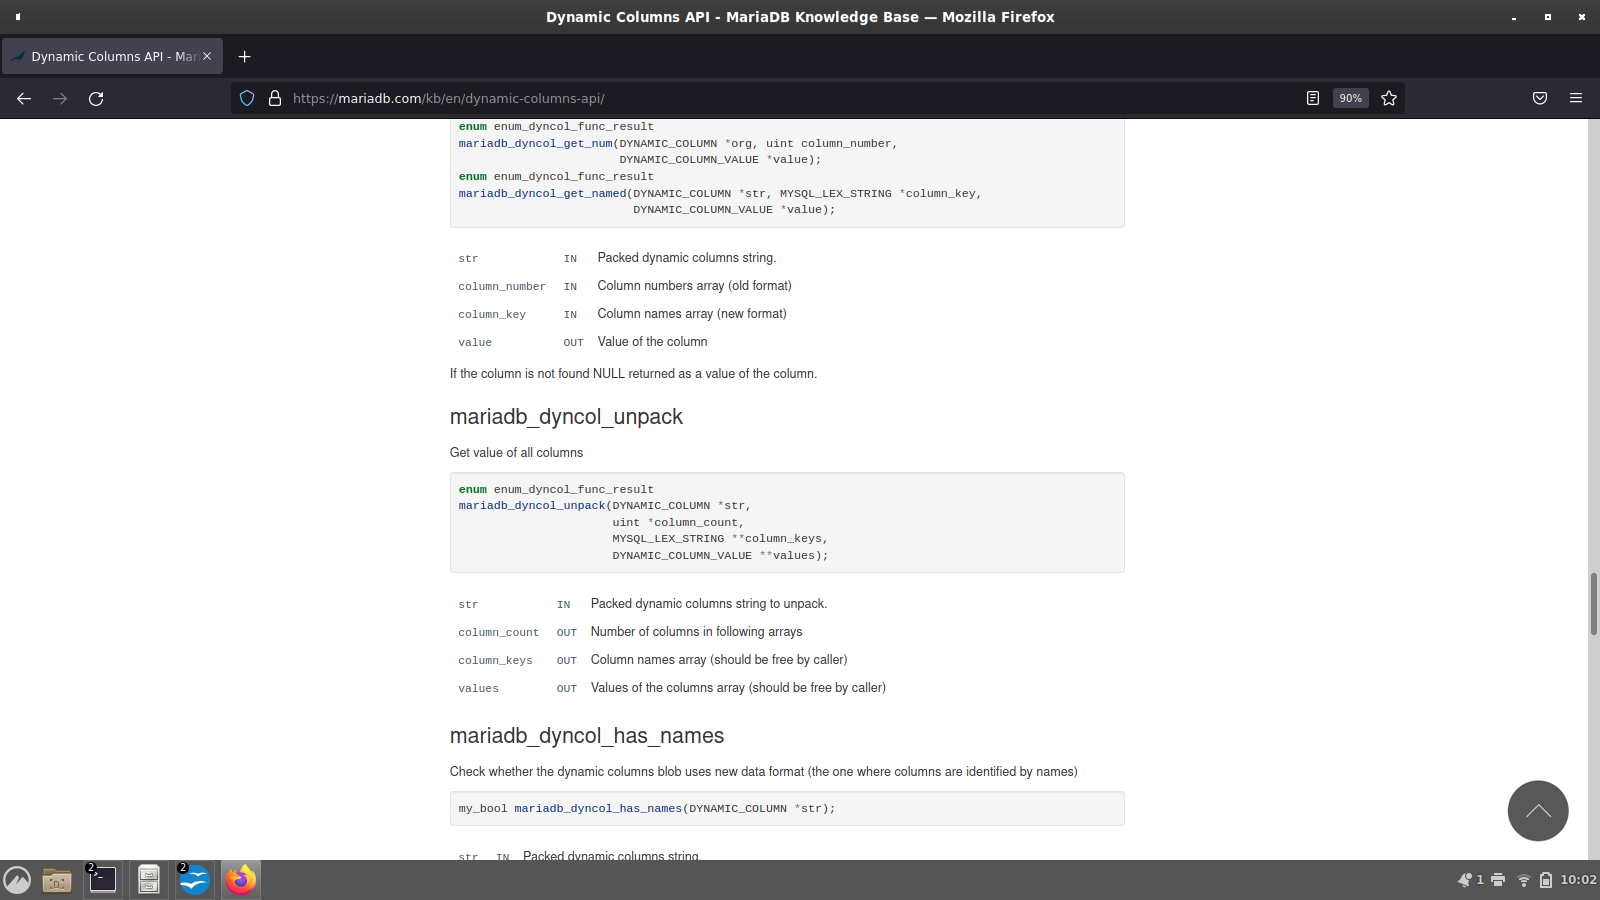 Dynamic Columns API - MariaDB Knowledge Base — Mozilla Firefox
Dynamic Columns API - Mar
https://mariadb.com/kb/en/dynamic-columns-api/
90%
enum enum_dyncol_func_result
mariadb_dyncol_get_num(DYNAMIC_COLUMN *org, uint column_number,
DYNAMIC_COLUMN_VALUE *value);
enum enum_dyncol_func_result
mariadb_dyncol_get_named(DYNAMIC_COLUMN *str, MYSQL_LEX_STRING *column_key,
DYNAMIC_COLUMN_VALUE *value);
str IN Packed dynamic columns string.
column_number IN Column numbers array (old format)
column_key IN Column names array (new format)
value OUT Value of the column
If the column is not found NULL returned as a value of the column.
mariadb_dyncol_unpack
Get value of all columns
enum enum_dyncol_func_result
mariadb_dyncol_unpack(DYNAMIC_COLUMN *str,
uint *column_count,
MYSQL_LEX_STRING **column_keys,
DYNAMIC_COLUMN_VALUE **values);
str IN Packed dynamic columns string to unpack.
column_count OUT Number of columns in following arrays
column_keys OUT Column names array (should be free by caller)
values OUT Values of the columns array (should be free by caller)
mariadb_dyncol_has_names
Check whether the dynamic columns blob uses new data format (the one where columns are identified by names)
my_bool mariadb_dyncol_has_names(DYNAMIC_COLUMN *str);
str IN Packed dynamic columns string.
2
2
1
10:02